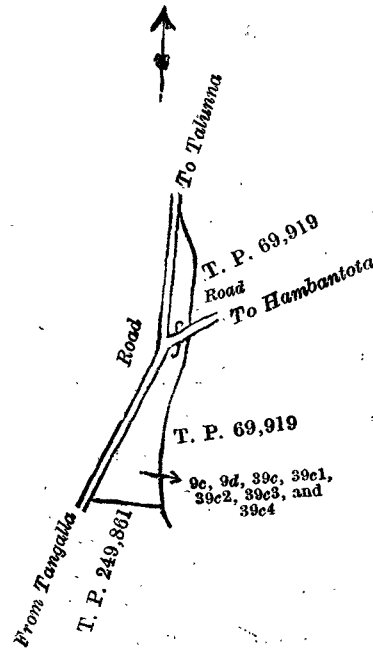 To Talunna
T. P. 69,919
Road
To Hambantota
Road
T. P. 69,919
9c, 9d, 39c, 39c1,
39c2, 39c3, and
39c4
T. P. 249,861
From Tangalla